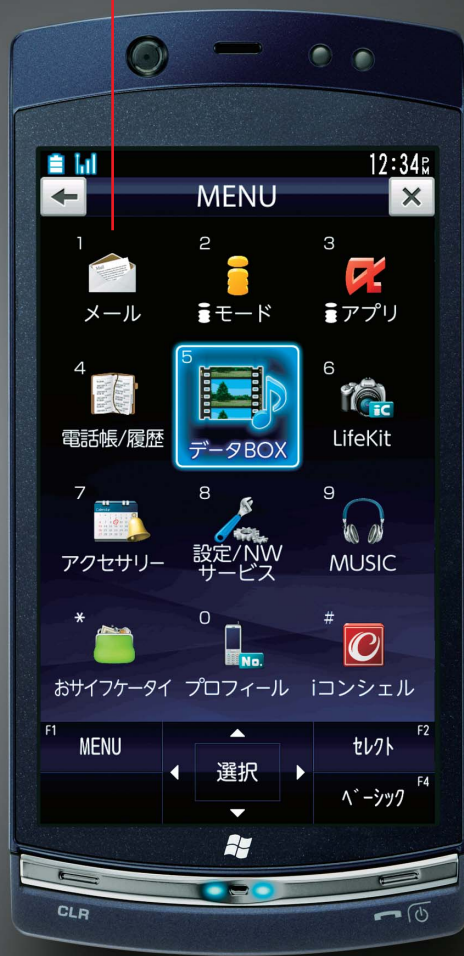 12:34PM
MENU
1
2
3
メール
iモード
iアプリ
4
5
6
iC
電話帳/履歴
データBOX
LifeKit
7
8
9
アクセサリー
設定/NW
サービス
MUSIC
*
0
#
No.
おサイフケータイ
プロフィール
iコンシェル
F1
MENU
選択
セレクト
F2
ベーシック
F4
CLR